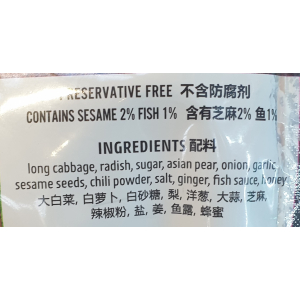 PRESERVATIVE FREE 不含防腐剂
CONTAINS SESAME 2% FISH 1% 含有芝麻2% 鱼1%
INGREDIENTS 配料
long cabbage, radish, sugar, asian pear, onion, garlic,
sesame seeds, chili powder, salt, ginger, fish sauce, honey
大白菜, 白萝卜, 白砂糖, 梨, 洋葱, 大蒜, 芝麻,
辣椒粉, 盐, 姜, 鱼露, 蜂蜜